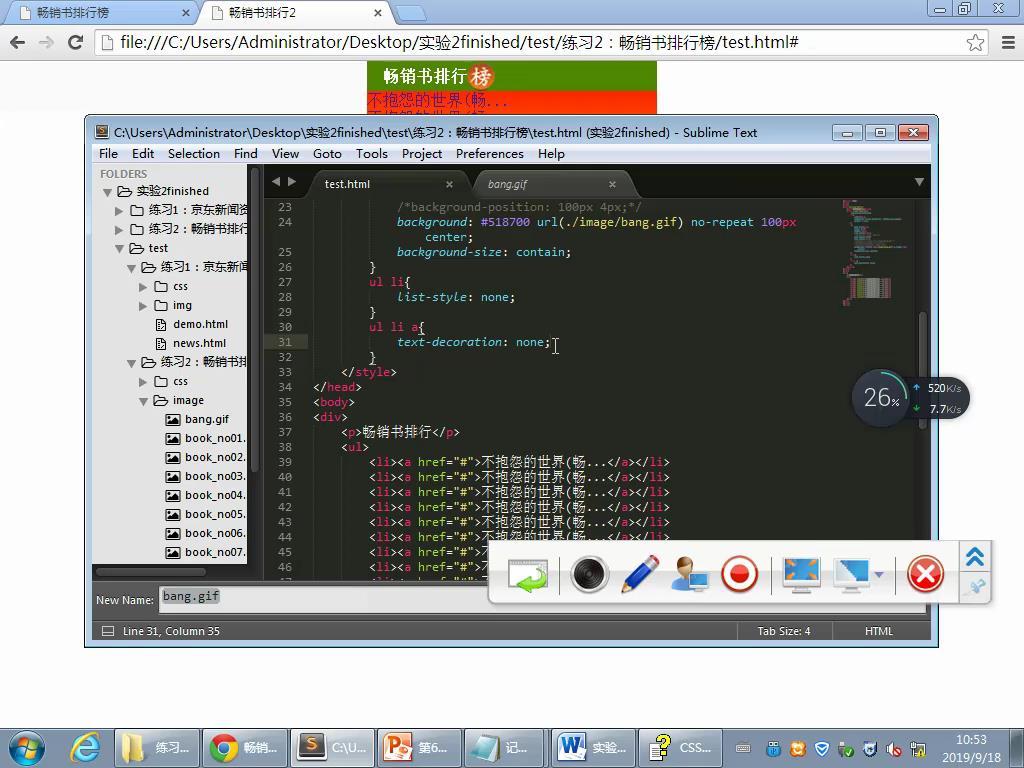 畅销书排行榜
畅销书排行2
file:///C:/Users/Administrator/Desktop/实验2finished/test/练习2：畅销书排行榜/test.html#
畅销书排行榜
不抱怨的世界(畅...
C:\Users\Administrator\Desktop\实验2finished\test\练习2：畅销书排行榜\test.html (实验2finished) - Sublime Text
File Edit Selection Find View Goto Tools Project Preferences Help
FOLDERS
实验2finished
练习1：京东新闻资
练习2：畅销书排行
test
练习1：京东新闻
css
img
demo.html
news.html
练习2：畅销书排
css
image
bang.gif
book_no01.
book_no02.
book_no03.
book_no04.
book_no05.
book_no06.
book_no07.
test.html
bang.gif
23 /*background-position: 100px 4px;*/
24 background: #518700 url(./image/bang.gif) no-repeat 100px
center;
25 background-size: contain;
26 }
27 ul li{
28 list-style: none;
29 }
30 ul li a{
31 text-decoration: none;
32 }
33 </style>
34 </head>
35 <body>
36 <div>
37 <p>畅销书排行</p>
38 <ul>
39 <li><a href="#">不抱怨的世界(畅...</a></li>
40 <li><a href="#">不抱怨的世界(畅...</a></li>
41 <li><a href="#">不抱怨的世界(畅...</a></li>
42 <li><a href="#">不抱怨的世界(畅...</a></li>
43 <li><a href="#">不抱怨的世界(畅...</a></li>
44 <li><a href="#">不抱怨的世界(畅...</a></li>
45 <li><a href="#">不
46 <li><a href="#">不
26%
520K/s
7.7K/s
New Name: bang.gif
Line 31, Column 35
Tab Size: 4
HTML
练习...
畅销...
C:\U...
第6...
记...
实验...
CSS...
10:53
2019/9/18